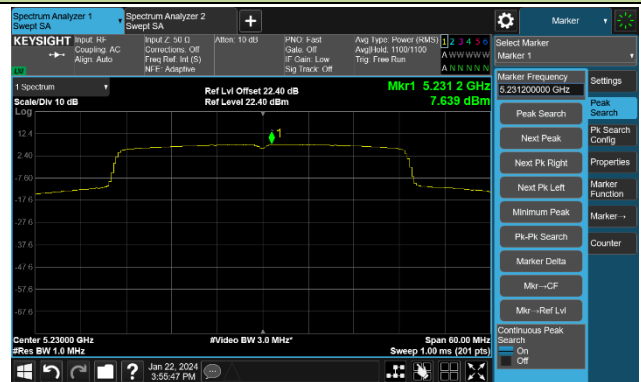 Spectrum Analyzer 1
Swept SA
Spectrum Analyzer 2
Swept SA
+
Marker
KEYSIGHT
Input: RF
Coupling: AC
Align: Auto
Input Z: 50 Ω
Corrections: Off
Freq Ref: Int (S)
NFE: Adaptive
Atten: 10 dB
PNO: Fast
Gate: Off
IF Gain: Low
Sig Track: Off
Avg Type: Power (RMS)
Avg|Hold: 1100/1100
Trig: Free Run
1 2 3 4 5 6
A W W W W W
A N N N N N
Select Marker
Marker 1
1 Spectrum
Scale/Div 10 dB
Log
Ref Lvl Offset 22.40 dB
Ref Level 22.40 dBm
Mkr1 5.231 2 GHz
7.639 dBm
12.4
2.40
-7.60
-17.6
-27.6
-37.6
-47.6
-57.6
-67.6
1
Center 5.23000 GHz
#Res BW 1.0 MHz
#Video BW 3.0 MHz*
Span 60.00 MHz
Sweep 1.00 ms (201 pts)
Marker Frequency
5.231200000 GHz
Peak Search
Next Peak
Next Pk Right
Next Pk Left
Minimum Peak
Pk-Pk Search
Marker Delta
Mkr→CF
Mkr→Ref Lvl
Continuous Peak
Search
On
Off
Settings
Peak
Search
Pk Search
Config
Properties
Marker
Function
Marker→
Counter
?
Jan 22, 2024
3:55:47 PM